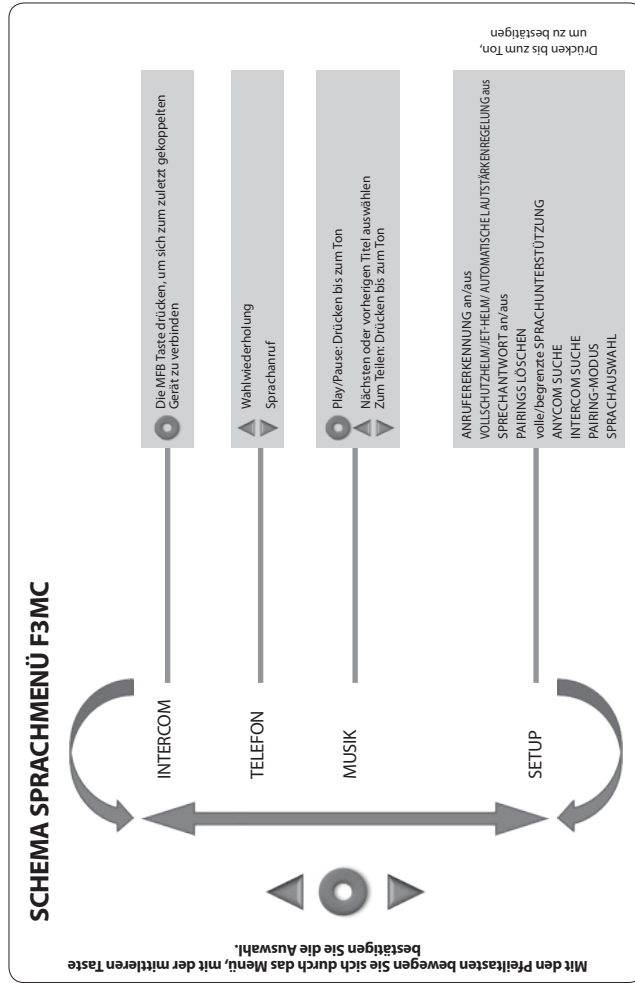 SCHEMA SPRACHMENÜ F3MC
Mit den Pfeiltasten bewegen Sie sich durch das Menü, mit der mittleren Taste
bestätigen Sie die Auswahl.
INTERCOM
Die MFB Taste drücken, um sich zum zuletzt gekoppelten
Gerät zu verbinden
TELEFON
Wahlwiederholung
Sprachanruf
MUSIK
Play/Pause: Drücken bis zum Ton
Nächsten oder vorherigen Titel auswählen
Zum Teilen: Drücken bis zum Ton
SETUP
ANRUFERERKENNUNG an/aus
VOLLSCHUTZHELM/JET-HELM/ AUTOMATISCHE LAUTSTÄRKENREGELUNG aus
SPRECHANTWORT an/aus
PAIRINGS LÖSCHEN
volle/begrenzte SPRACHUNTERSTÜTZUNG
ANYCOM SUCHE
INTERCOM SUCHE
PAIRING-MODUS
SPRACHAUSWAHL
Drücken bis zum Ton,
um zu bestätigen